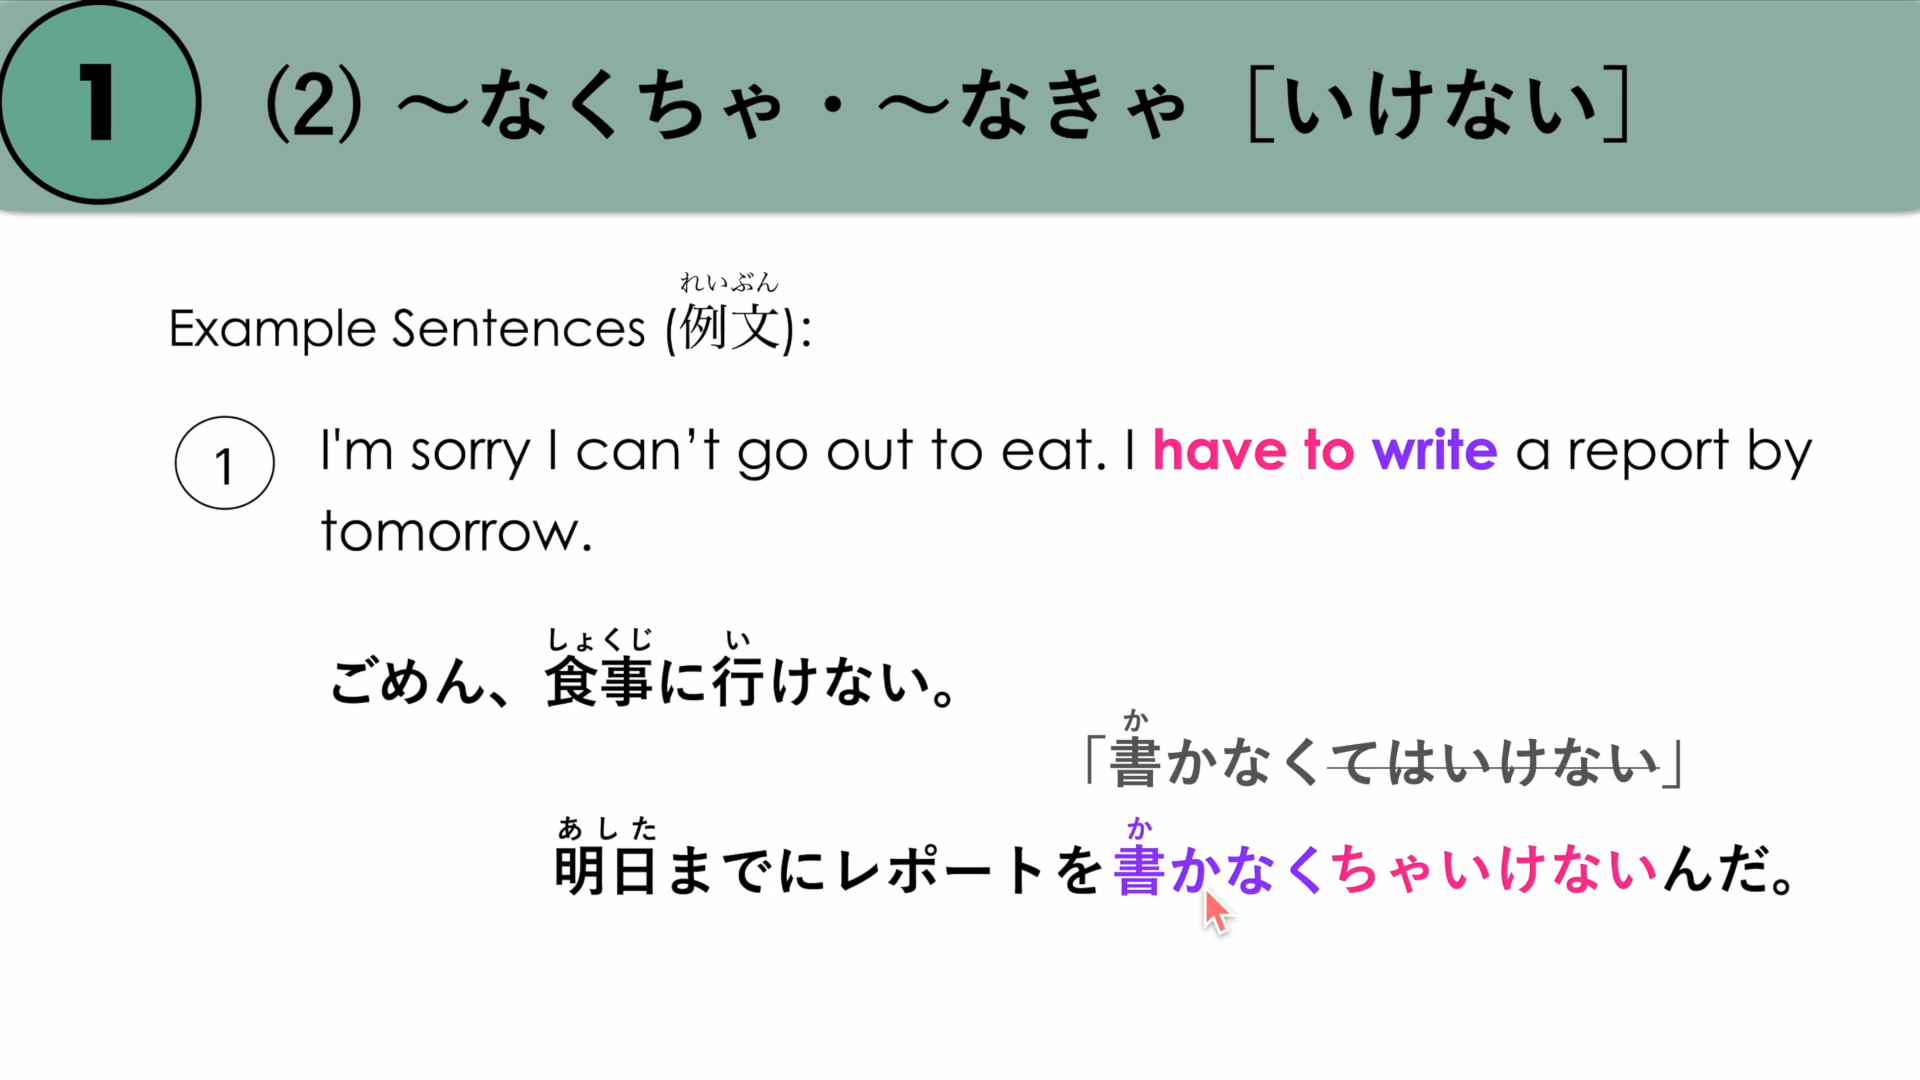 1
(2) ～なくちゃ・～なきゃ［いけない］
れいぶん
Example Sentences (例文):
1
I'm sorry I can’t go out to eat. I have to write a report by
tomorrow.
しょくじ い
ごめん、食事に行けない。
か
「書かなくてはいけない」
あした か
明日までにレポートを書かなくちゃいけないんだ。